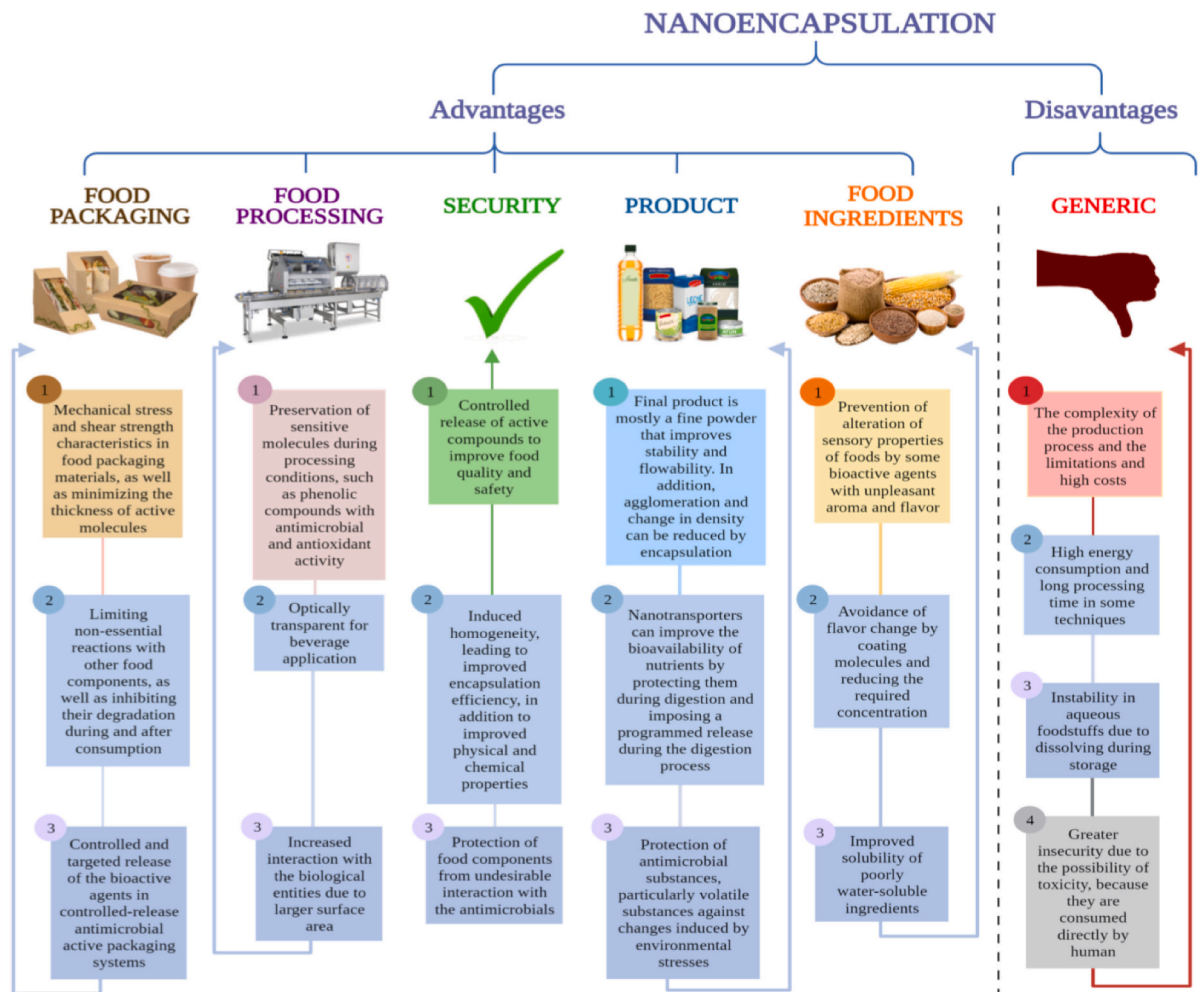 NANOENCAPSULATION
Advantages
Disavantages
FOOD
PACKAGING
FOOD
PROCESSING
SECURITY
PRODUCT
FOOD
INGREDIENTS
GENERIC
LECHE
1
Mechanical stress
and shear strength
characteristics in
food packaging
materials, as well
as minimizing the
thickness of active
molecules
2
Limiting
non-essential
reactions with
other food
components, as
well as inhibiting
their degradation
during and after
consumption
3
Controlled and
targeted release
of the bioactive
agents in
controlled-release
antimicrobial
active packaging
systems
1
Preservation of
sensitive
molecules during
processing
conditions, such
as phenolic
compounds with
antimicrobial
and antioxidant
activity
2
Optically
transparent for
beverage
application
3
Increased
interaction with
the biological
entities due to
larger surface
area
1
Controlled
release of active
compounds to
improve food
quality and
safety
2
Induced
homogeneity,
leading to
improved
encapsulation
efficiency, in
addition to
improved
physical and
chemical
properties
3
Protection of
food components
from undesirable
interaction with
the antimicrobials
1
Final product is
mostly a fine powder
that improves
stability and
flowability. In
addition,
agglomeration and
change in density
can be reduced by
encapsulation
2
Nanotransporters
can improve the
bioavailability of
nutrients by
protecting them
during digestion and
imposing a
programmed release
during the digestion
process
3
Protection of
antimicrobial
substances,
particularly volatile
substances against
changes induced by
environmental
stresses
1
Prevention of
alteration of
sensory properties
of foods by some
bioactive agents
with unpleasant
aroma and flavor
2
Avoidance of
flavor change by
coating
molecules and
reducing the
required
concentration
3
Improved
solubility of
poorly
water-soluble
ingredients
1
The complexity of
the production
process and the
limitations and
high costs
2
High energy
consumption and
long processing
time in some
techniques
3
Instability in
aqueous
foodstuffs due to
dissolving during
storage
4
Greater
insecurity due to
the possibility of
toxicity, because
they are
consumed
directly by
human